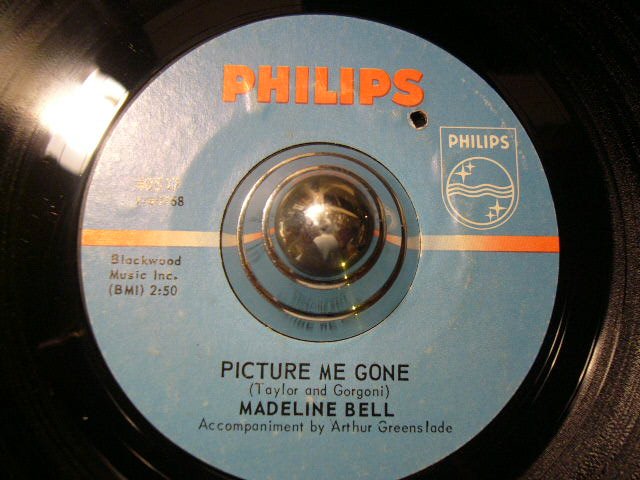 PHILIPS
PHILIPS
Blackwood
Music Inc.
(BMI) 2:50
PICTURE ME GONE
(Taylor and Gorgoni)
MADELINE BELL
Accompaniment by Arthur Greenslade